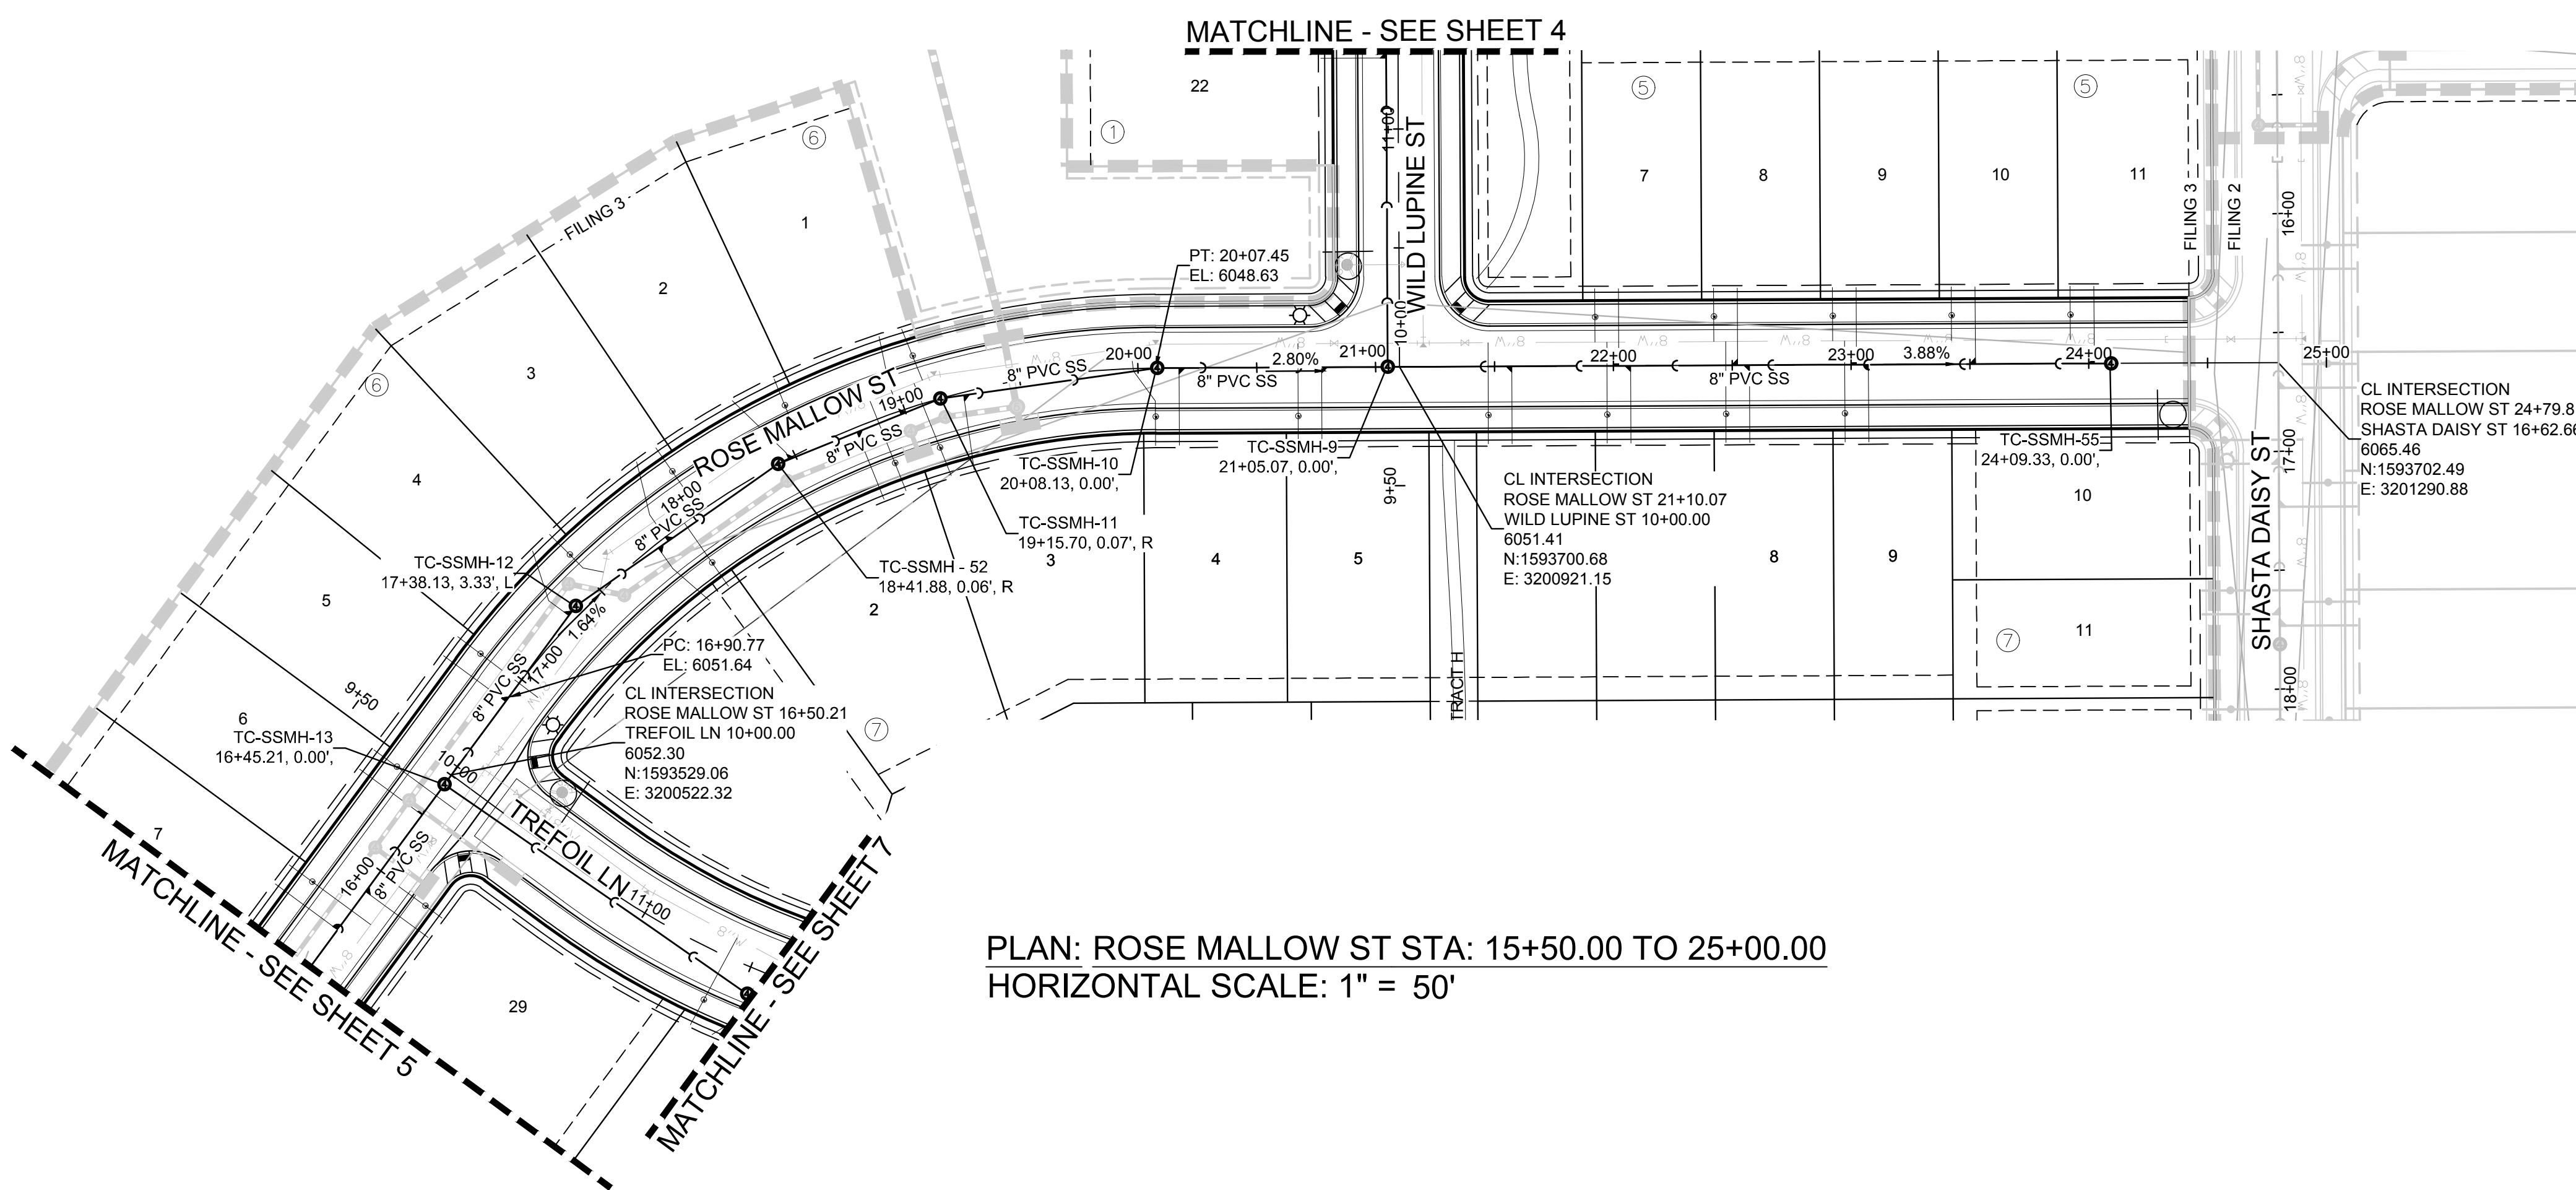 MATCHLINE - SEE SHEET 4
22
1
6
FILING 3
1
2
3
6
4
5
6
7
5
5
7
8
9
10
11
11+00
WILD LUPINE ST
10+00
FILING 3
FILING 2
16+00
8"W
8"W
PT: 20+07.45
EL: 6048.63
ROSE MALLOW ST
18+00
19+00
20+00
21+00
22+00
23+00
24+00
25+00
2.80%
3.88%
8" PVC SS
8" PVC SS
8" PVC SS
8" PVC SS
8" PVC SS
8"W
8"W
8"W
8"W
8"W
TC-SSMH-9
21+05.07, 0.00',
TC-SSMH-10
20+08.13, 0.00',
TC-SSMH-11
19+15.70, 0.07', R
TC-SSMH - 52
18+41.88, 0.06', R
TC-SSMH-12
17+38.13, 3.33', L
TC-SSMH-55
24+09.33, 0.00',
CL INTERSECTION
ROSE MALLOW ST 24+79.8
SHASTA DAISY ST 16+62.66
6065.46
N:1593702.49
E: 3201290.88
CL INTERSECTION
ROSE MALLOW ST 21+10.07
WILD LUPINE ST 10+00.00
6051.41
N:1593700.68
E: 3200921.15
9+50
17+00
SHASTA DAISY ST
18+00
8"W
8"W
2
3
4
5
8
9
10
11
7
TRACT H
1.64%
17+00
8" PVC SS
PC: 16+90.77
EL: 6051.64
CL INTERSECTION
ROSE MALLOW ST 16+50.21
TREFOIL LN 10+00.00
6052.30
N:1593529.06
E: 3200522.32
7
9+50
TC-SSMH-13
16+45.21, 0.00',
10+00
TREFOIL LN
11+00
8"W
16+00
8" PVC SS
8"W
8"W
29
MATCHLINE - SEE SHEET 5
MATCHLINE - SEE SHEET 7
PLAN: ROSE MALLOW ST STA: 15+50.00 TO 25+00.00
HORIZONTAL SCALE: 1" = 50'